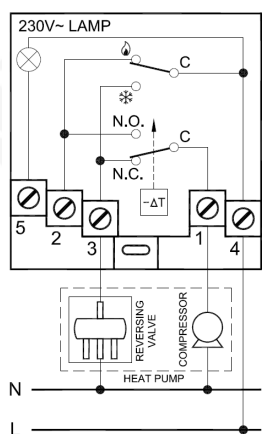 230V~ LAMP
C
N.O.
C
N.C.
-ΔT
5
2
3
1
4
REVERSING
VALVE
COMPRESSOR
HEAT PUMP
N
L